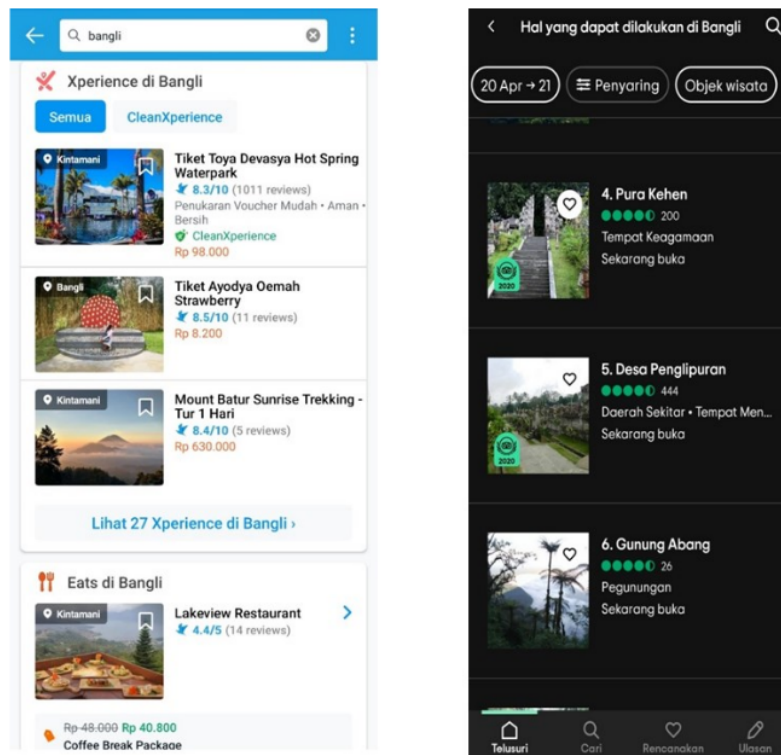 bangli
Xperience di Bangli
Semua
CleanXperience
Kintamani
Tiket Toya Devasya Hot Spring
Waterpark
8.3/10 (1011 reviews)
Penukaran Voucher Mudah • Aman •
Bersih
CleanXperience
Rp 98.000
Bangli
Tiket Ayodya Oemah
Strawberry
8.5/10 (11 reviews)
Rp 8.200
Kintamani
Mount Batur Sunrise Trekking -
Tur 1 Hari
8.4/10 (5 reviews)
Rp 630.000
Lihat 27 Xperience di Bangli ›
Eats di Bangli
Kintamani
Lakeview Restaurant
4.4/5 (14 reviews)
Rp 48.000 Rp 40.800
Coffee Break Package
Hal yang dapat dilakukan di Bangli
20 Apr → 21
Penyaring
Objek wisata
4. Pura Kehen
200
Tempat Keagamaan
Sekarang buka
2020
5. Desa Penglipuran
444
Daerah Sekitar • Tempat Men...
Sekarang buka
2020
6. Gunung Abang
26
Pegunungan
Sekarang buka
Telusuri
Cari
Rencanakan
Ulasan